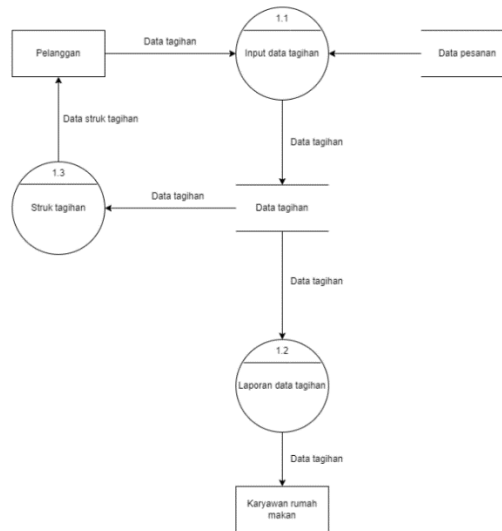 1.1
Pelanggan
Data tagihan
Input data tagihan
Data pesanan
Data struk tagihan
Data tagihan
1.3
Struk tagihan
Data tagihan
Data tagihan
Data tagihan
1.2
Laporan data tagihan
Data tagihan
Karyawan rumah
makan